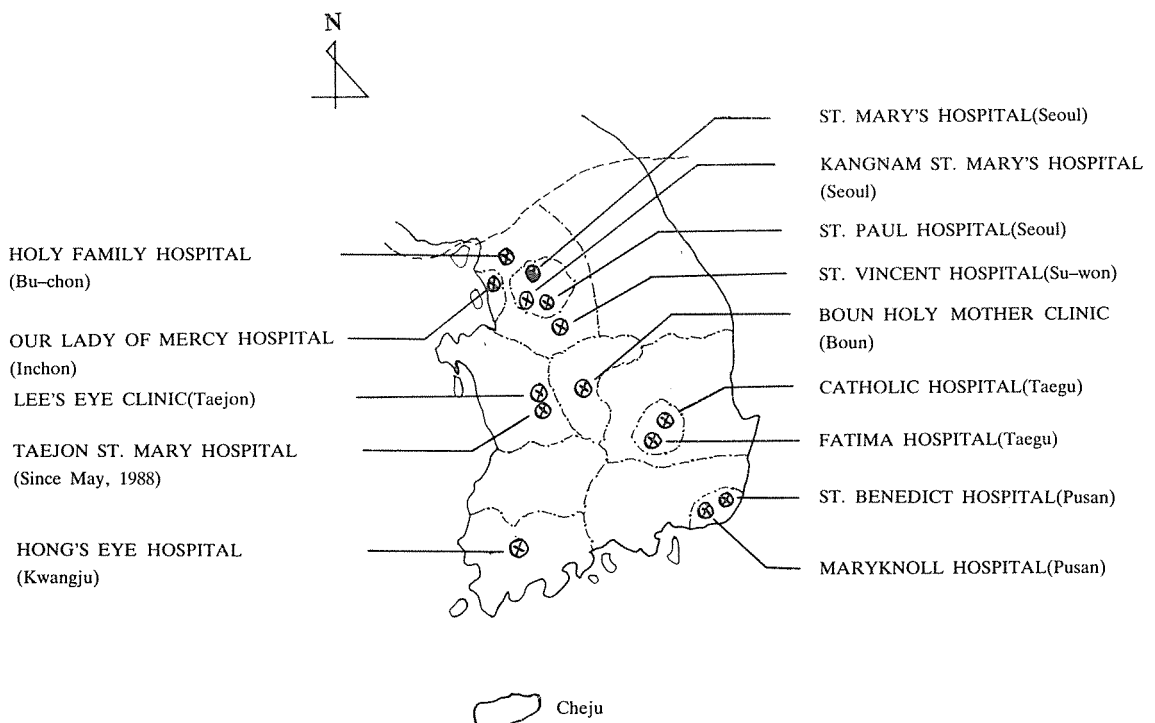 N
ST. MARY'S HOSPITAL(Seoul)
KANGNAM ST. MARY'S HOSPITAL
(Seoul)
ST. PAUL HOSPITAL(Seoul)
ST. VINCENT HOSPITAL(Su–won)
BOUN HOLY MOTHER CLINIC
(Boun)
CATHOLIC HOSPITAL(Taegu)
FATIMA HOSPITAL(Taegu)
ST. BENEDICT HOSPITAL(Pusan)
MARYKNOLL HOSPITAL(Pusan)
HOLY FAMILY HOSPITAL
(Bu–chon)
OUR LADY OF MERCY HOSPITAL
(Inchon)
LEE'S EYE CLINIC(Taejon)
TAEJON ST. MARY HOSPITAL
(Since May, 1988)
HONG'S EYE HOSPITAL
(Kwangju)
Cheju